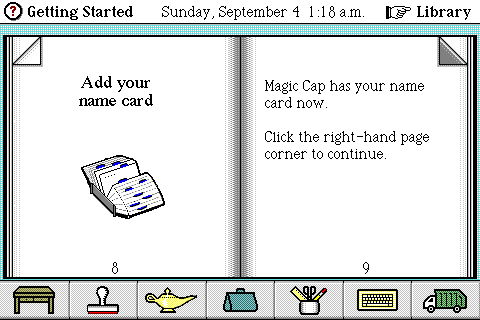 Getting Started
Sunday, September 4 1:18 a.m.
Library
Add your
name card
8
Magic Cap has your name
card now.
Click the right-hand page
corner to continue.
9